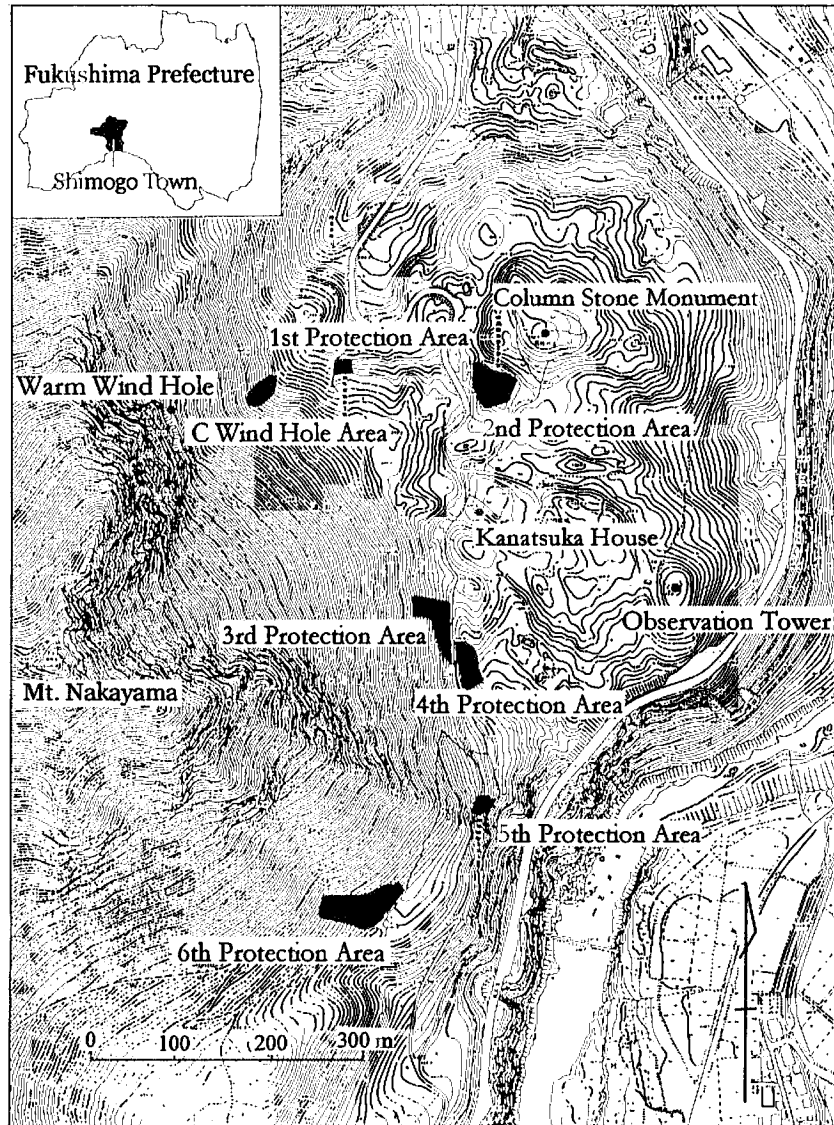 Fukushima Prefecture
Shimogo Town
Column Stone Monument
1st Protection Area
Warm Wind Hole
C Wind Hole Area
2nd Protection Area
Kanatsuka House
3rd Protection Area
Observation Tower
Mt. Nakayama
4th Protection Area
5th Protection Area
6th Protection Area
0 100 200 300 m